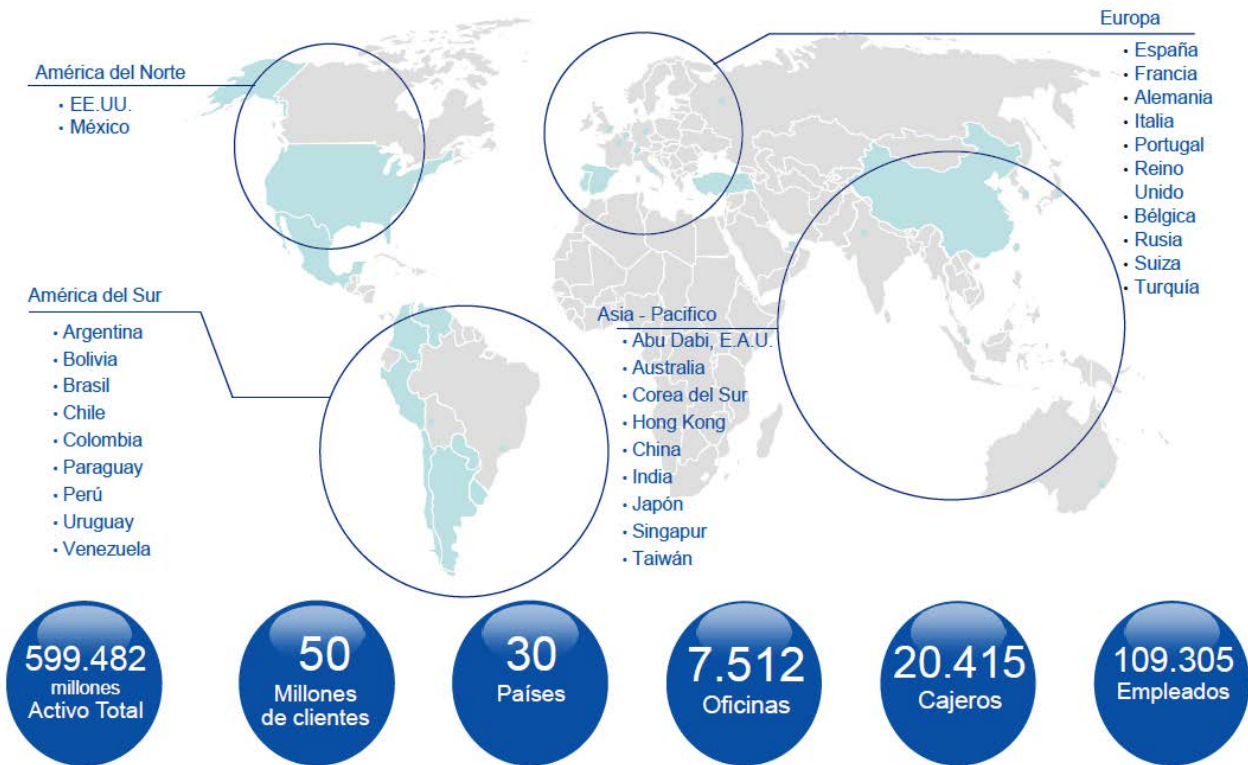 América del Norte
• EE.UU.
• México
Europa
• España
• Francia
• Alemania
• Italia
• Portugal
• Reino
Unido
• Bélgica
• Rusia
• Suiza
• Turquía
América del Sur
• Argentina
• Bolivia
• Brasil
• Chile
• Colombia
• Paraguay
• Perú
• Uruguay
• Venezuela
Asia - Pacifico
• Abu Dabi, E.A.U.
• Australia
• Corea del Sur
• Hong Kong
• China
• India
• Japón
• Singapur
• Taiwán
599.482
millones
Activo Total
50
Millones
de clientes
30
Países
7.512
Oficinas
20.415
Cajeros
109.305
Empleados